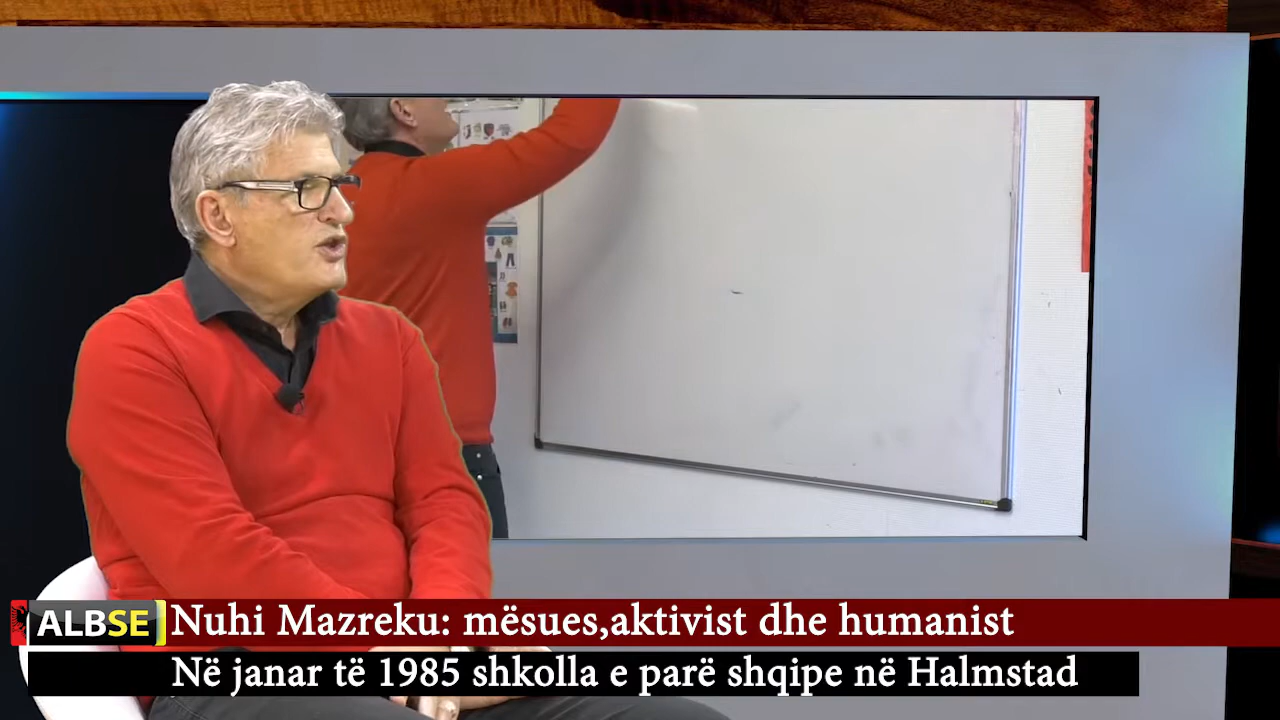 ALBSE
Nuhi Mazreku: mësues,aktivist dhe humanist
Në janar të 1985 shkolla e parë shqipe në Halmstad